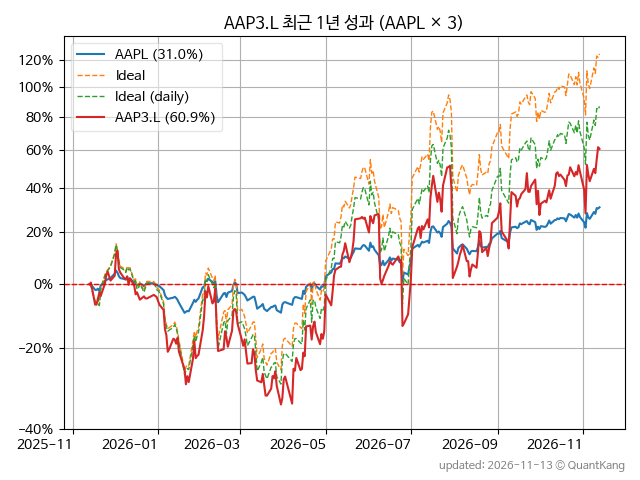 AAP3.L 최근 1년 성과 (AAPL × 3)
AAPL (31.0%)
Ideal
Ideal (daily)
AAP3.L (60.9%)
120%
100%
80%
60%
40%
20%
0%
-20%
-40%
2025-11 2026-01 2026-03 2026-05 2026-07 2026-09 2026-11
updated: 2026-11-13 © QuantKang